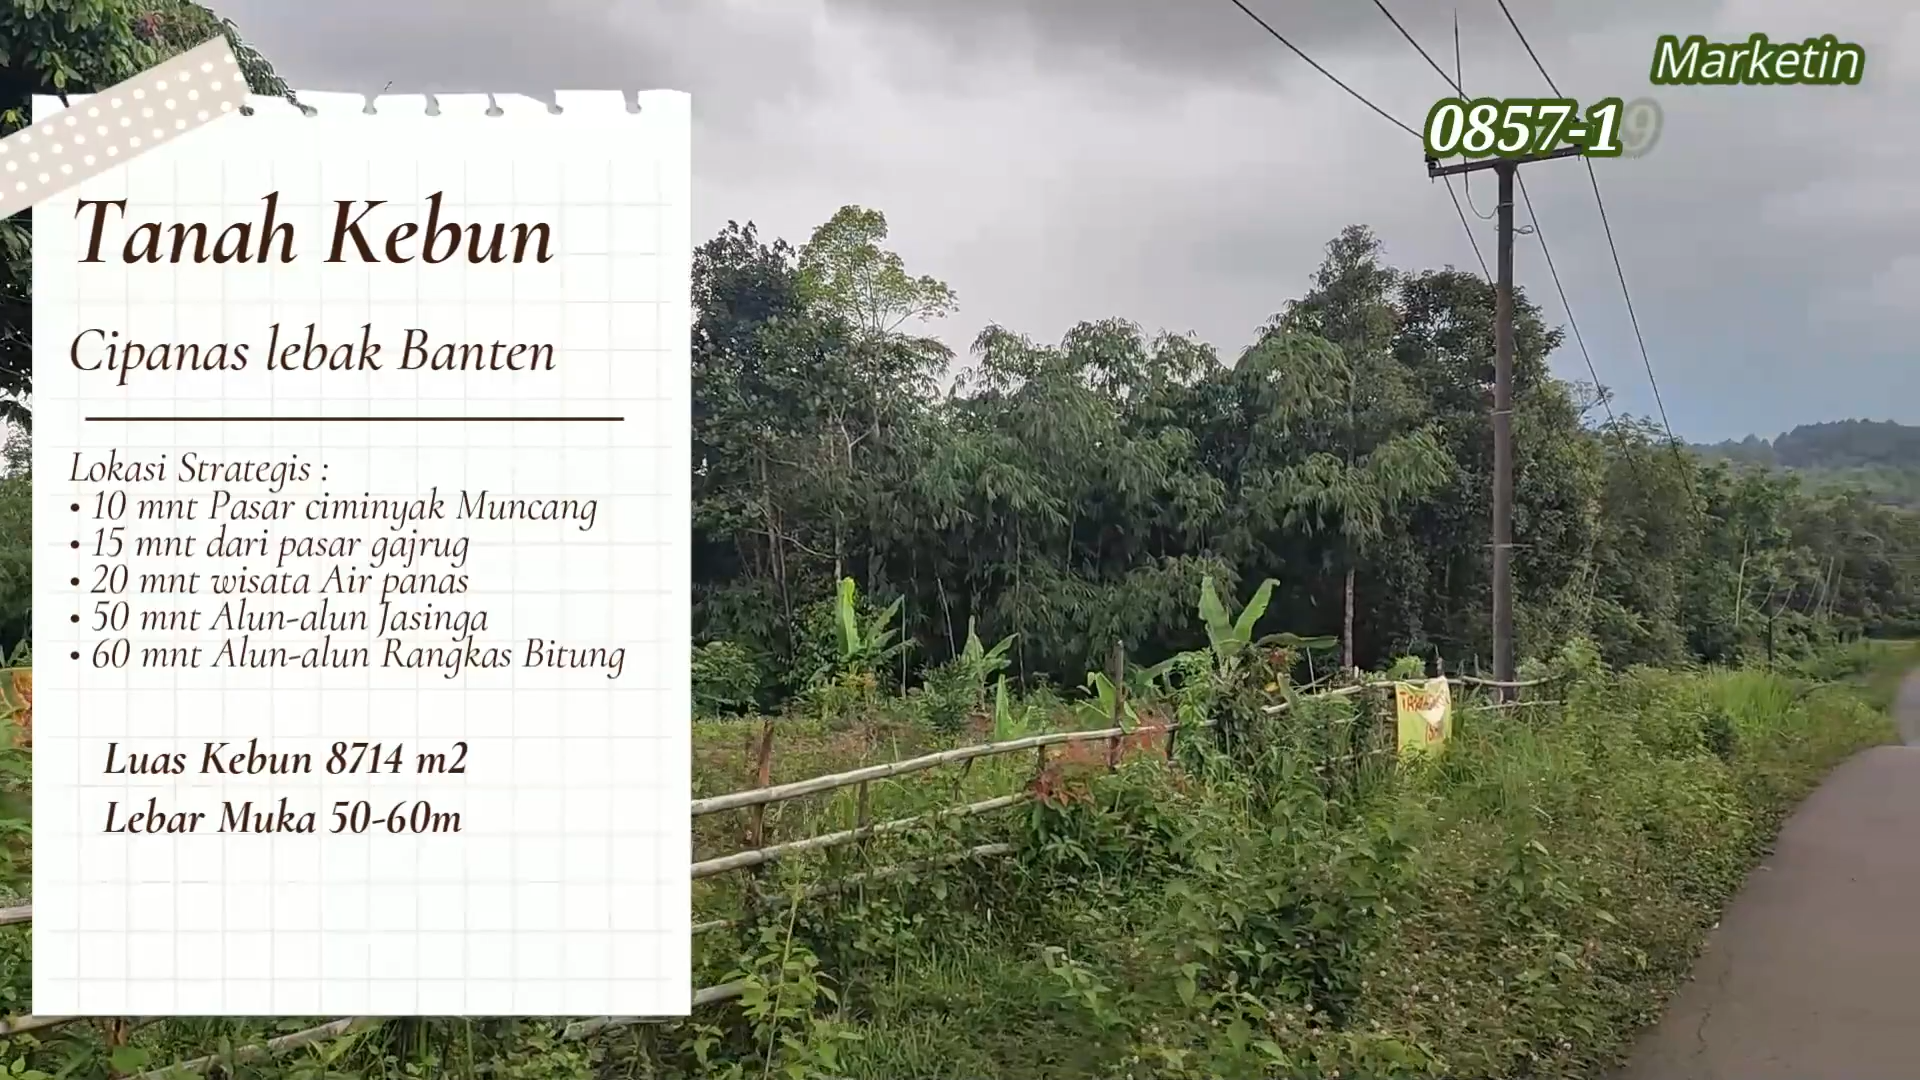 Tanah Kebun
Cipanas lebak Banten
Lokasi Strategis :
• 10 mnt Pasar ciminyak Muncang
• 15 mnt dari pasar gajrug
• 20 mnt wisata Air panas
• 50 mnt Alun-alun Jasinga
• 60 mnt Alun-alun Rangkas Bitung
Luas Kebun 8714 m2
Lebar Muka 50-60m
Marketin
0857-19